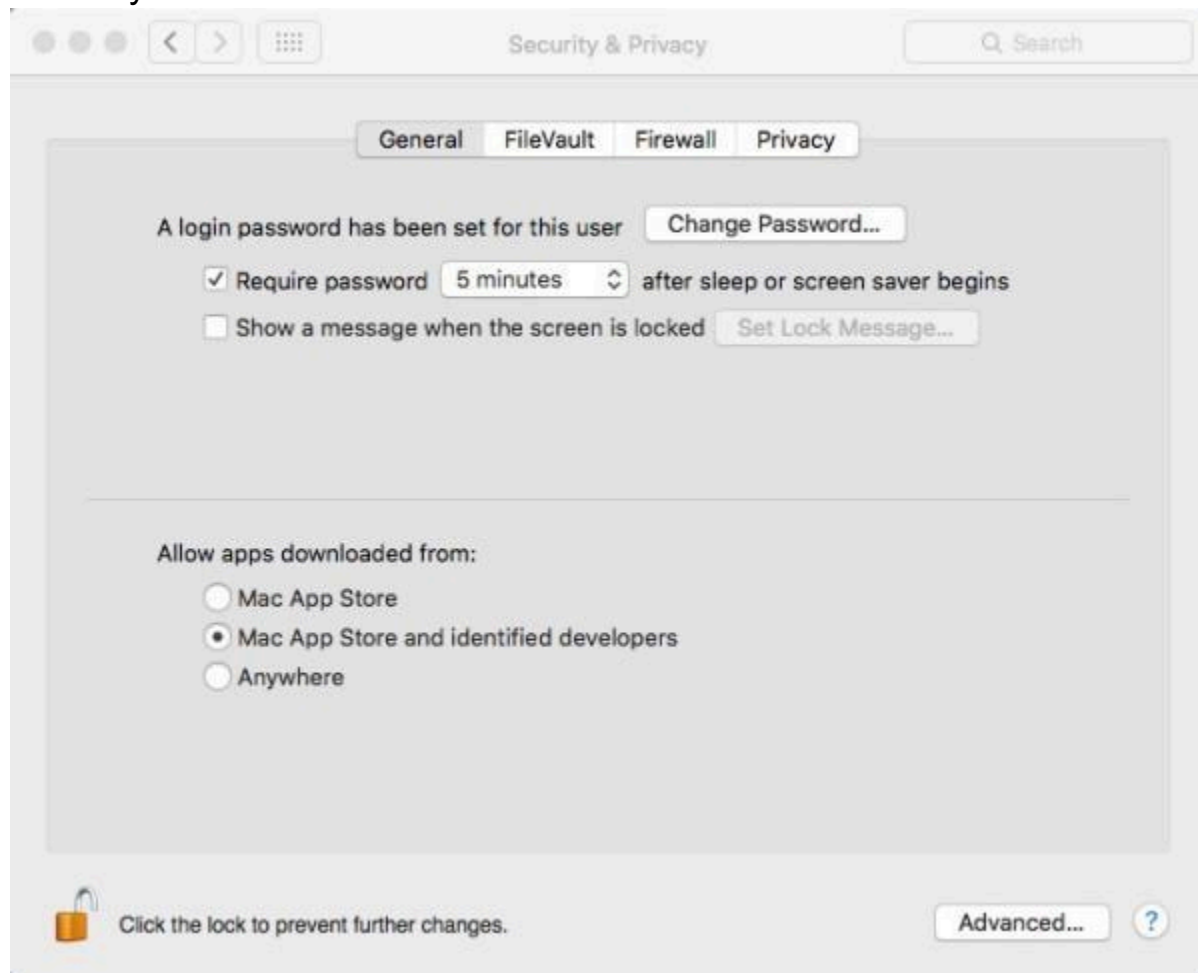 Security & Privacy
Search
General FileVault Firewall Privacy
A login password has been set for this user Change Password...
Require password 5 minutes after sleep or screen saver begins
Show a message when the screen is locked Set Lock Message...
Allow apps downloaded from:
Mac App Store
Mac App Store and identified developers
Anywhere
Click the lock to prevent further changes. Advanced... ?